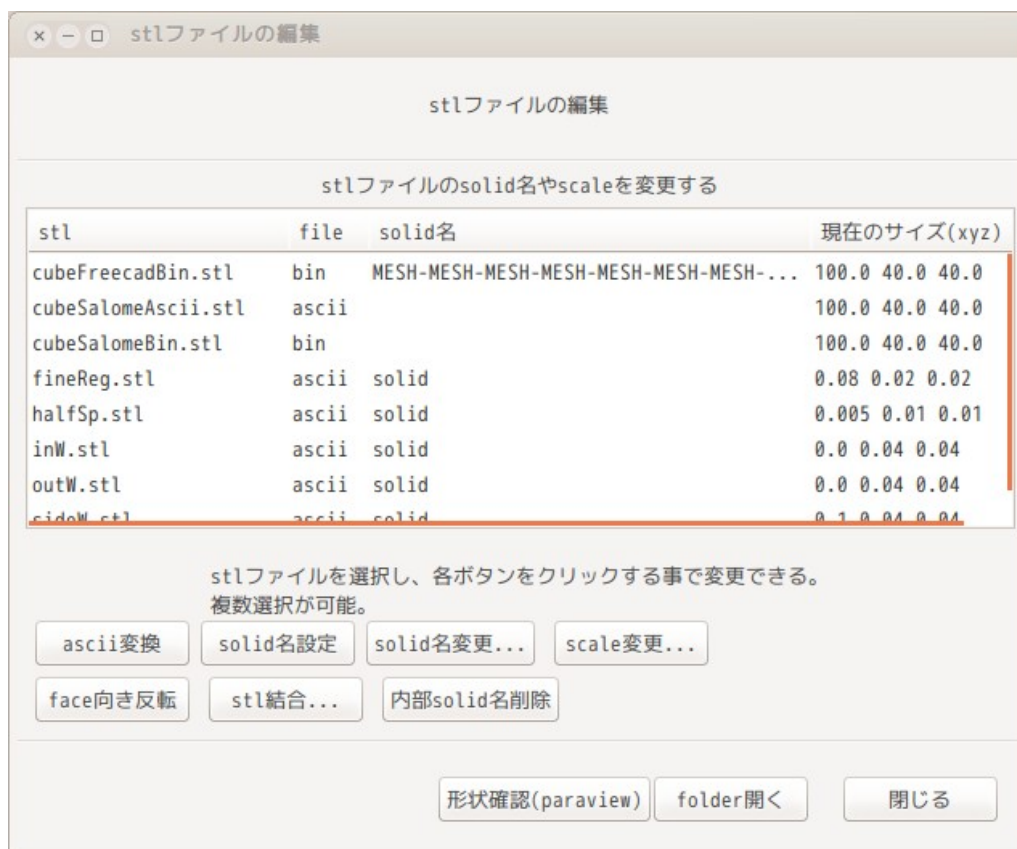 stlファイルの編集
stlファイルの編集
stlファイルのsolid名やscaleを変更する
stl file solid名 現在のサイズ(xyz)
cubeFreecadBin.stl bin MESH-MESH-MESH-MESH-MESH-MESH-MESH-... 100.0 40.0 40.0
cubeSalomeAscii.stl ascii 100.0 40.0 40.0
cubeSalomeBin.stl bin 100.0 40.0 40.0
fineReg.stl ascii solid 0.08 0.02 0.02
halfSp.stl ascii solid 0.005 0.01 0.01
inW.stl ascii solid 0.0 0.04 0.04
outW.stl ascii solid 0.0 0.04 0.04
sideW.stl ascii solid 0.1 0.04 0.04
stlファイルを選択し、各ボタンをクリックする事で変更できる。
複数選択が可能。
ascii変換 solid名設定 solid名変更... scale変更...
face向き反転 stl結合... 内部solid名削除
形状確認(paraview) folder開く 閉じる